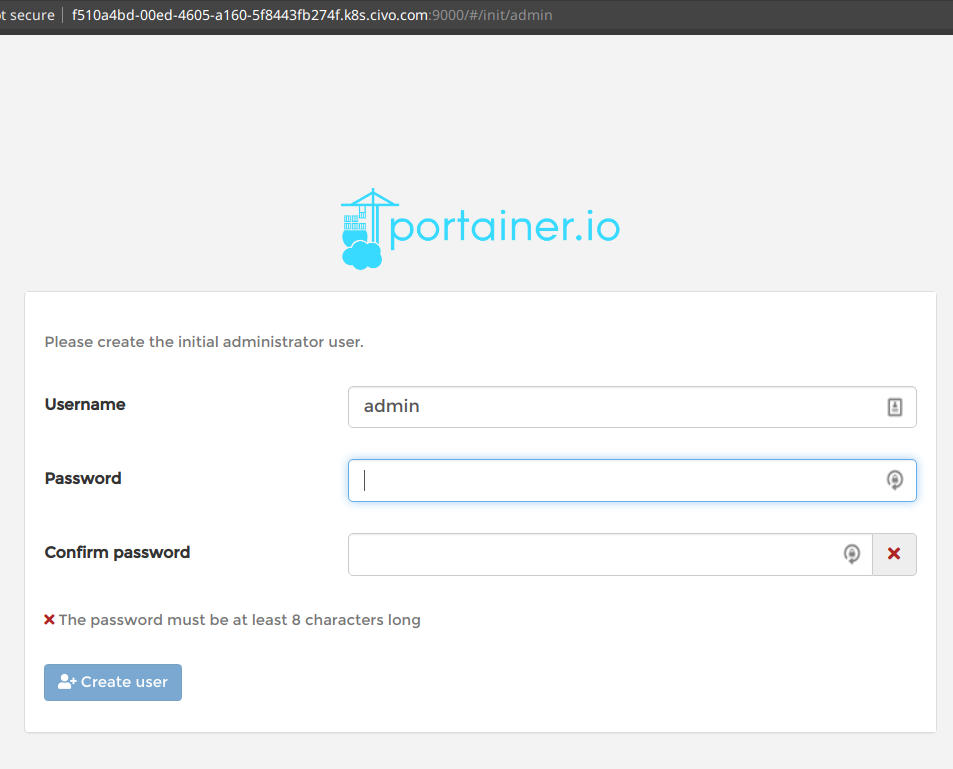 t secure | f510a4bd-00ed-4605-a160-5f8443fb274f.k8s.civo.com:9000/#/init/admin
portainer.io
Please create the initial administrator user.
Username
admin
Password
Confirm password
The password must be at least 8 characters long
Create user